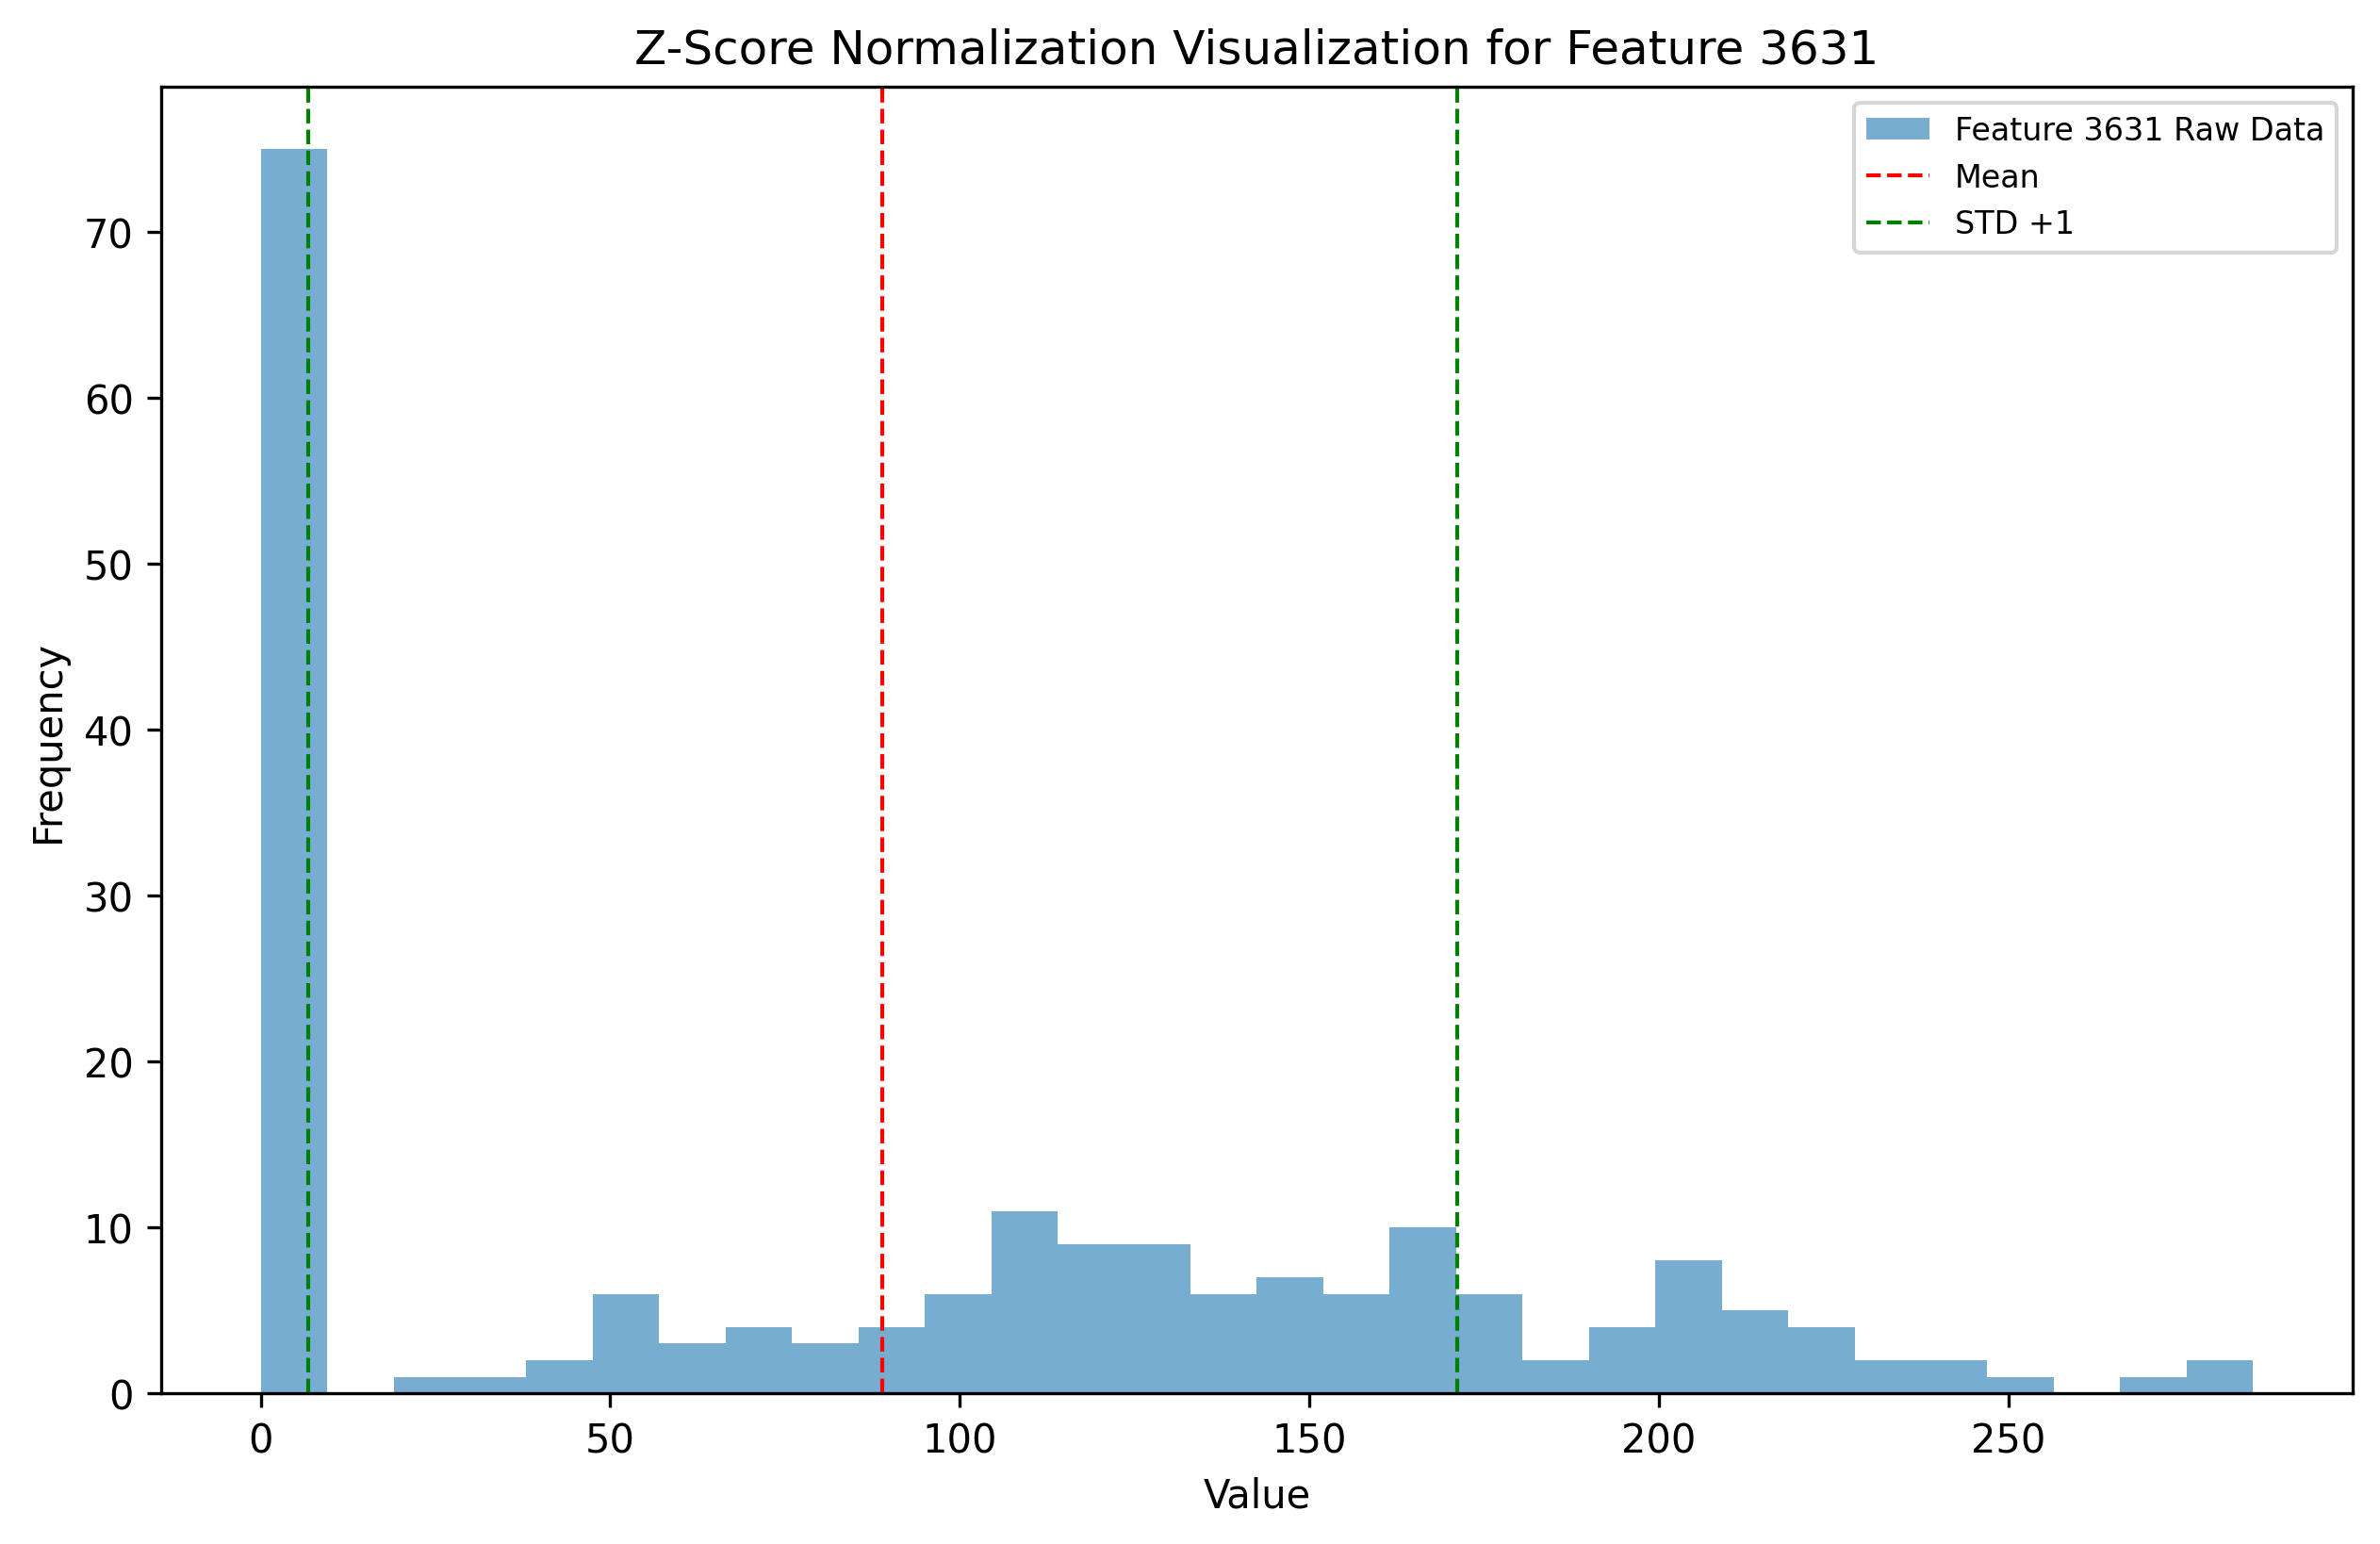 Z-Score Normalization Visualization for Feature 3631
Feature 3631 Raw Data
Mean
STD +1
Frequency
70
60
50
40
30
20
10
0
0 50 100 150 200 250
Value